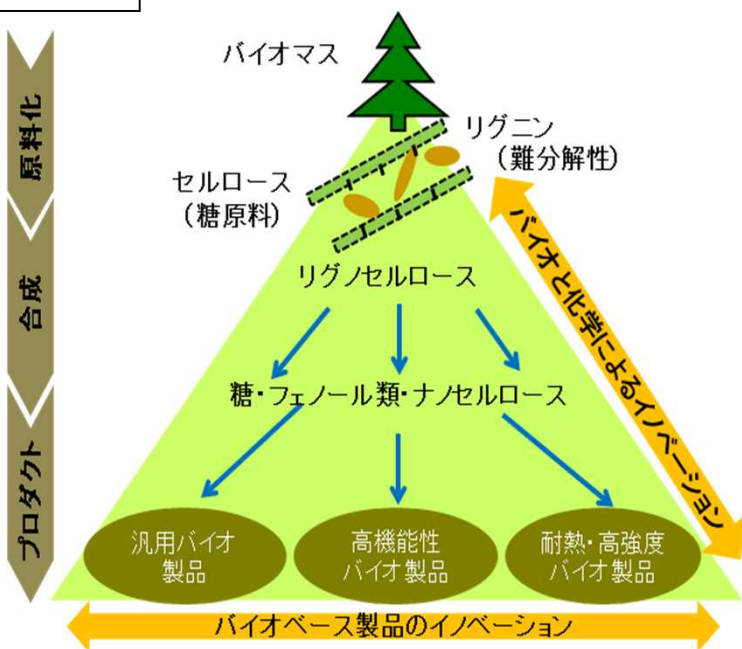 バイオマス
リグニン
（難分解性）
セルロース
（糖原料）
リグノセルロース
糖・フェノール類・ナノセルロース
汎用バイオ
製品
高機能性
バイオ製品
耐熱・高強度
バイオ製品
バイオベース製品のイノベーション
バイオと化学によるイノベーション
原料化
合成
プロダクト